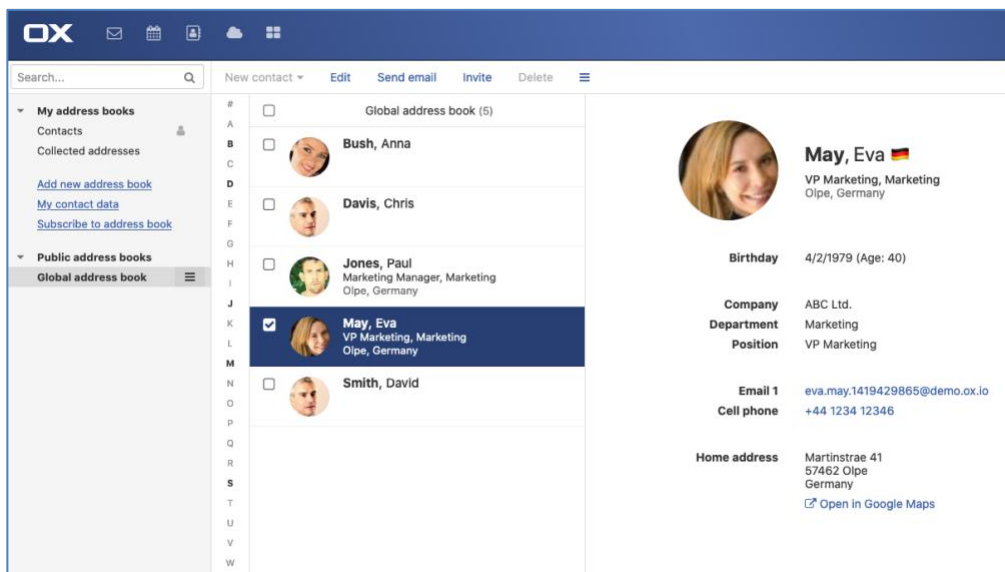 OX
Search...
New contact Edit Send email Invite Delete
My address books
Contacts
Collected addresses
Add new address book
My contact data
Subscribe to address book
Public address books
Global address book
#
A
B
C
D
E
F
G
H
I
J
K
L
M
N
O
P
Q
R
S
T
U
V
W
Global address book (5)
Bush, Anna
Davis, Chris
Jones, Paul
Marketing Manager, Marketing
Olpe, Germany
May, Eva
VP Marketing, Marketing
Olpe, Germany
Smith, David
May, Eva
VP Marketing, Marketing
Olpe, Germany
Birthday 4/2/1979 (Age: 40)
Company ABC Ltd.
Department Marketing
Position VP Marketing
Email 1 eva.may.1419429865@demo.ox.io
Cell phone +44 1234 12346
Home address Martinstrae 41
57462 Olpe
Germany
Open in Google Maps